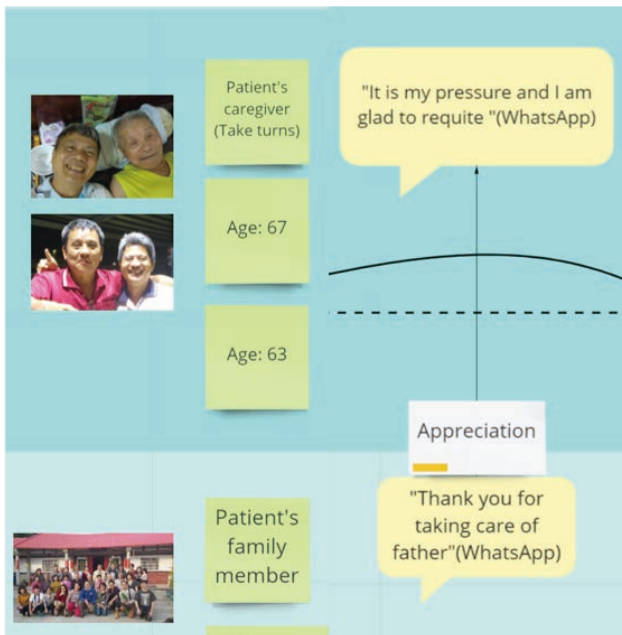 Patient's
caregiver
(Take turns)
"It is my pressure and I am
glad to requite "(WhatsApp)
Age: 67
Age: 63
Appreciation
Patient's
family
member
"Thank you for
taking care of
father"(WhatsApp)